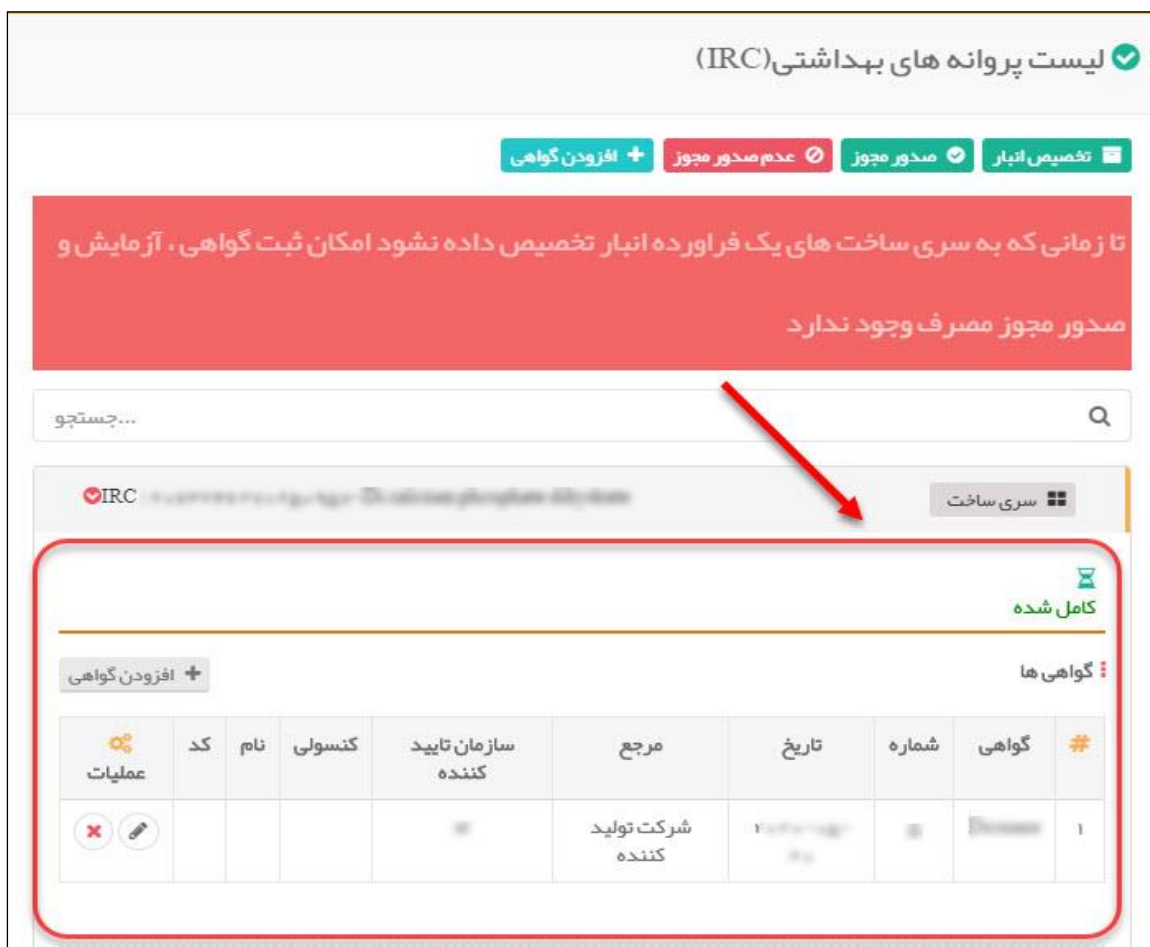 لیست پروانه های بهداشتی(IRC)
تخصیص انبار صدور مجوز عدم صدور مجوز + افزودن گواهی
تا زمانی که به سری ساخت های یک فراورده انبار تخصیص داده نشود امکان ثبت گواهی، آزمایش و
صدور مجوز مصرف وجود ندارد
جستجو...
سری ساخت IRC
کامل شده
گواهی ها + افزودن گواهی
# گواهی شماره تاریخ مرجع سازمان تایید کنسولی نام کد
کننده عملیات
۱ شرکت تولید
کننده